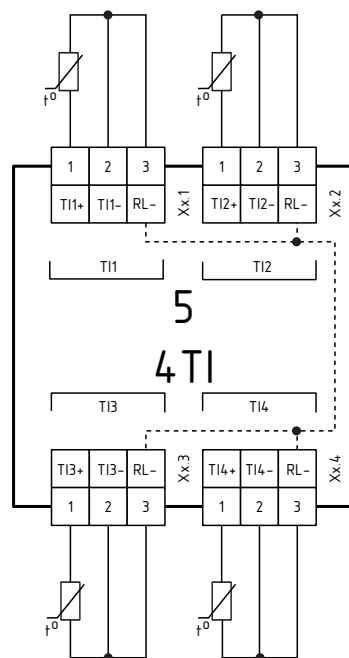 t° t°
1 2 3 Xx.1 1 2 3 Xx.2
TI1+ TI1- RL- TI2+ TI2- RL-
TI1 TI2
5
4TI
TI3 TI4
TI3+ TI3- RL- Xx.3 TI4+ TI4- RL- Xx.4
1 2 3 1 2 3
t° t°